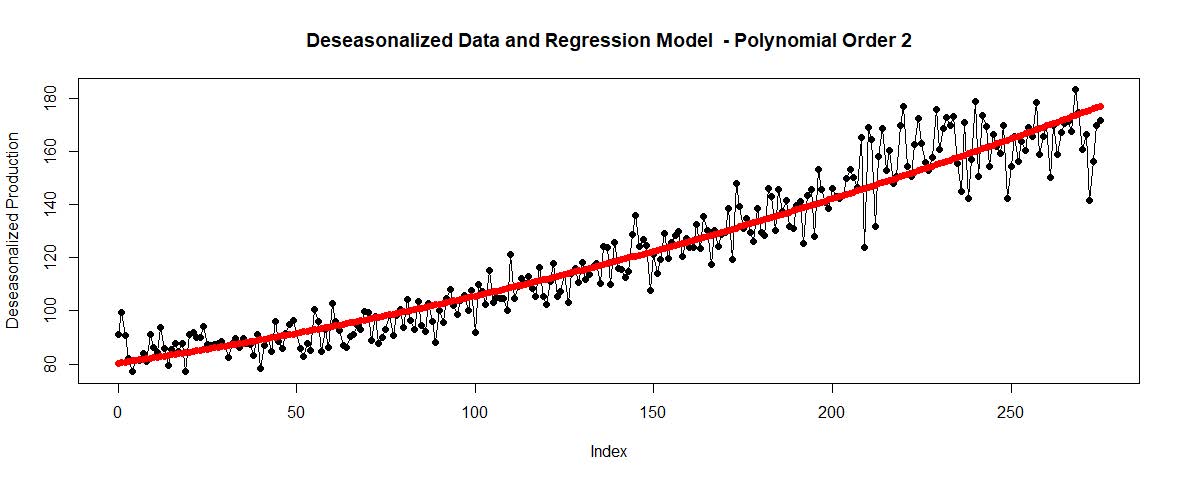 Deseasonalized Data and Regression Model  - Polynomial Order 2
Deseasonalized Production
180
160
140
120
100
80
0 50 100 150 200 250
Index